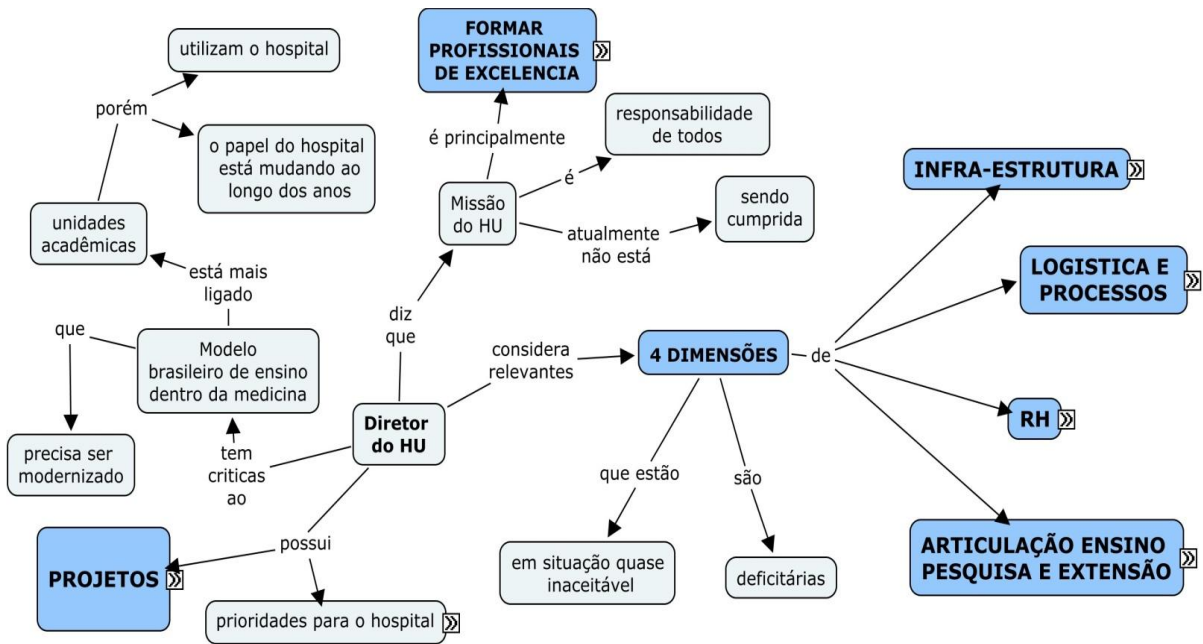 utilizam o hospital
porém
o papel do hospital
está mudando ao
longo dos anos
unidades
acadêmicas
está mais
ligado
que
Modelo
brasileiro de ensino
dentro da medicina
precisa ser
modernizado
tem
criticas
ao
Diretor
do HU
possui
PROJETOS
prioridades para o hospital
diz
que
Missão
do HU
é principalmente
FORMAR
PROFISSIONAIS
DE EXCELENCIA
é
responsabilidade
de todos
atualmente
não está
sendo
cumprida
considera
relevantes
4 DIMENSÕES
que estão
em situação quase
inaceitável
são
deficitárias
de
INFRA-ESTRUTURA
LOGISTICA E
PROCESSOS
RH
ARTICULAÇÃO ENSINO
PESQUISA E EXTENSÃO